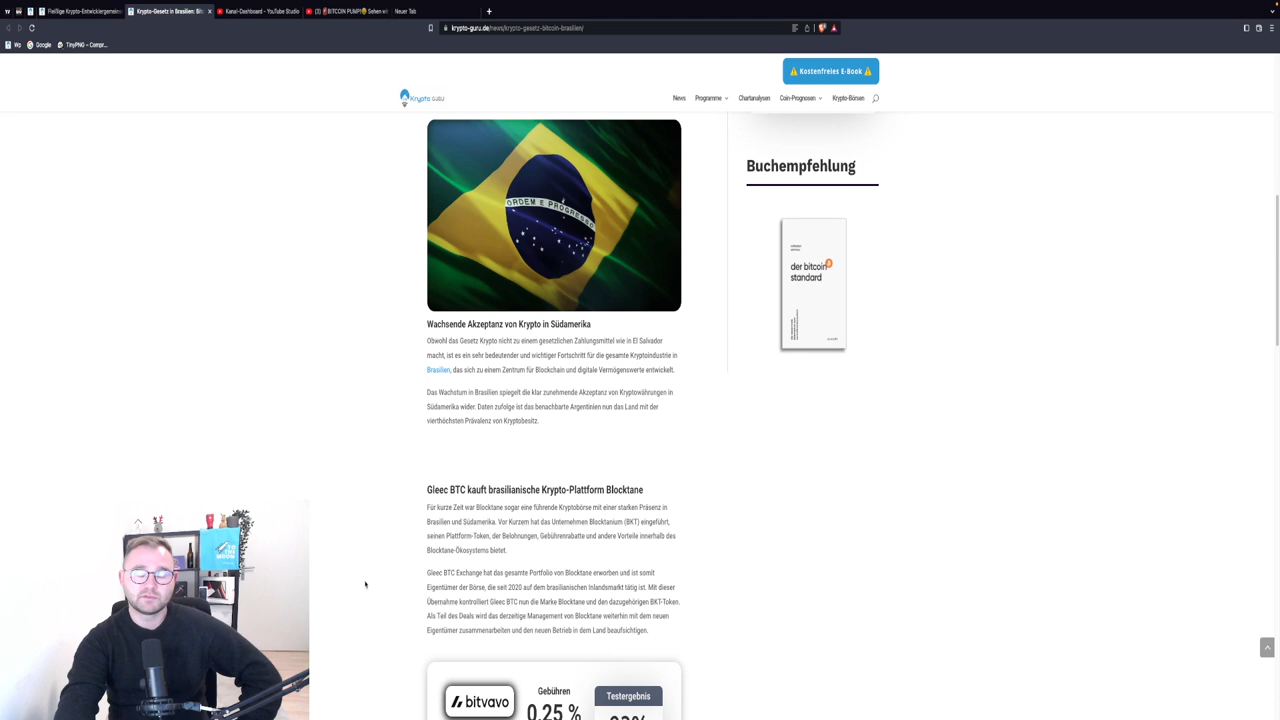 Fleißige Krypto-Entwicklergemeins
Krypto-Gesetz in Brasilien: Bit
Kanal-Dashboard - YouTube Studio
(3) BITCOIN PUMP! Sehen wi
Neuer Tab
krypto-guru.de/news/krypto-gesetz-bitcoin-brasilien/
Wp
Google
TinyPNG – Compr...
Kostenfreies E-Book
Krypto GURU
News
Programme
Chartanalysen
Coin-Prognosen
Krypto-Börsen
ORDEM E PROGRESSO
Buchempfehlung
der bitcoin
standard
Wachsende Akzeptanz von Krypto in Südamerika
Obwohl das Gesetz Krypto nicht zu einem gesetzlichen Zahlungsmittel wie in El Salvador
macht, ist es ein sehr bedeutender und wichtiger Fortschritt für die gesamte Kryptoindustrie in
Brasilien, das sich zu einem Zentrum für Blockchain und digitale Vermögenswerte entwickelt.
Das Wachstum in Brasilien spiegelt die klar zunehmende Akzeptanz von Kryptowährungen in
Südamerika wider. Daten zufolge ist das benachbarte Argentinien nun das Land mit der
vierthöchsten Prävalenz von Kryptobesitz.
Gleec BTC kauft brasilianische Krypto-Plattform Blocktane
Für kurze Zeit war Blocktane sogar eine führende Kryptobörse mit einer starken Präsenz in
Brasilien und Südamerika. Vor Kurzem hat das Unternehmen Blocktanium (BKT) eingeführt,
seinen Plattform-Token, der Belohnungen, Gebührenrabatte und andere Vorteile innerhalb des
Blocktane-Ökosystems bietet.
Gleec BTC Exchange hat das gesamte Portfolio von Blocktane erworben und ist somit
Eigentümer der Börse, die seit 2020 auf dem brasilianischen Inlandsmarkt tätig ist. Mit dieser
Übernahme kontrolliert Gleec BTC nun die Marke Blocktane und den dazugehörigen BKT-Token.
Als Teil des Deals wird das derzeitige Management von Blocktane weiterhin mit dem neuen
Eigentümer zusammenarbeiten und den neuen Betrieb in dem Land beaufsichtigen.
bitvavo
Gebühren
0,25 %
Testergebnis